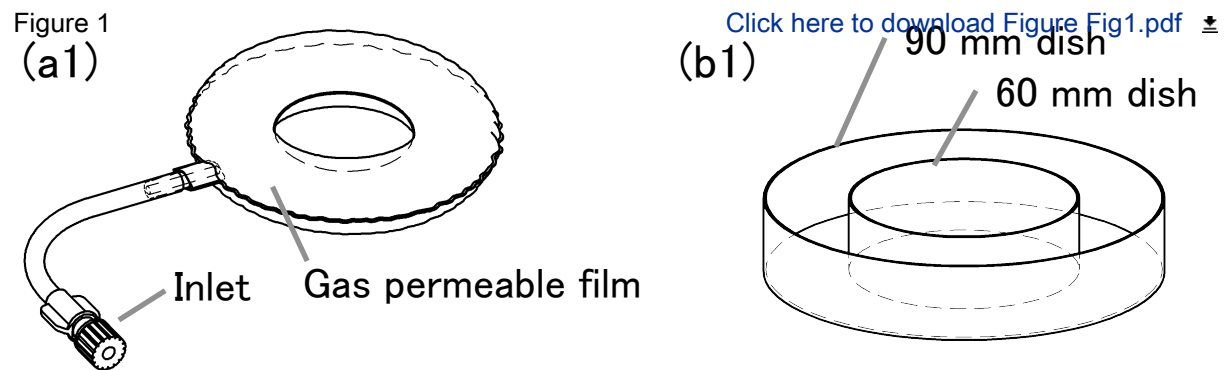 Figure 1
Click here to download Figure Fig1.pdf
(a1)
(b1)
90 mm dish
60 mm dish
Inlet
Gas permeable film